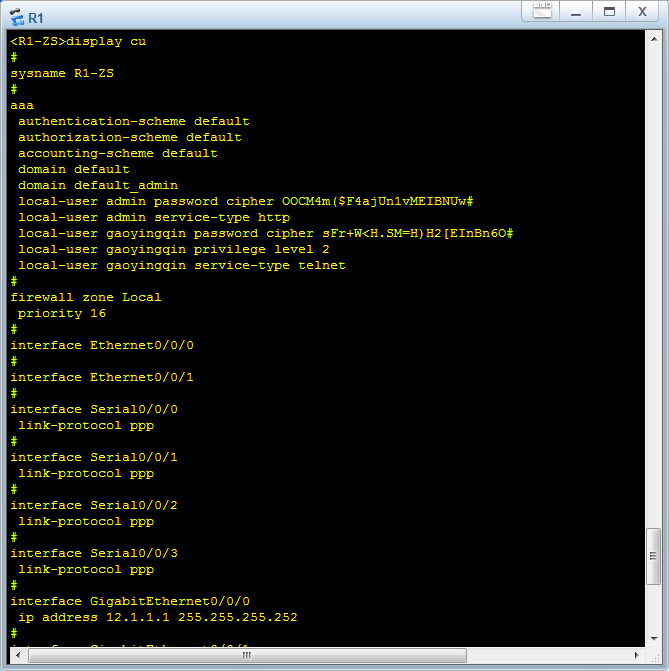 R1
<R1-ZS>display cu
#
sysname R1-ZS
#
aaa
 authentication-scheme default
 authorization-scheme default
 accounting-scheme default
 domain default
 domain default_admin
 local-user admin password cipher OOCM4m($F4ajUn1vMEIBNUw#
 local-user admin service-type http
 local-user gaoyingqin password cipher sFr+W<H.SM=H)H2[EInBn6O#
 local-user gaoyingqin privilege level 2
 local-user gaoyingqin service-type telnet
#
firewall zone Local
 priority 16
#
interface Ethernet0/0/0
#
interface Ethernet0/0/1
#
interface Serial0/0/0
 link-protocol ppp
#
interface Serial0/0/1
 link-protocol ppp
#
interface Serial0/0/2
 link-protocol ppp
#
interface Serial0/0/3
 link-protocol ppp
#
interface GigabitEthernet0/0/0
 ip address 12.1.1.1 255.255.255.252
#